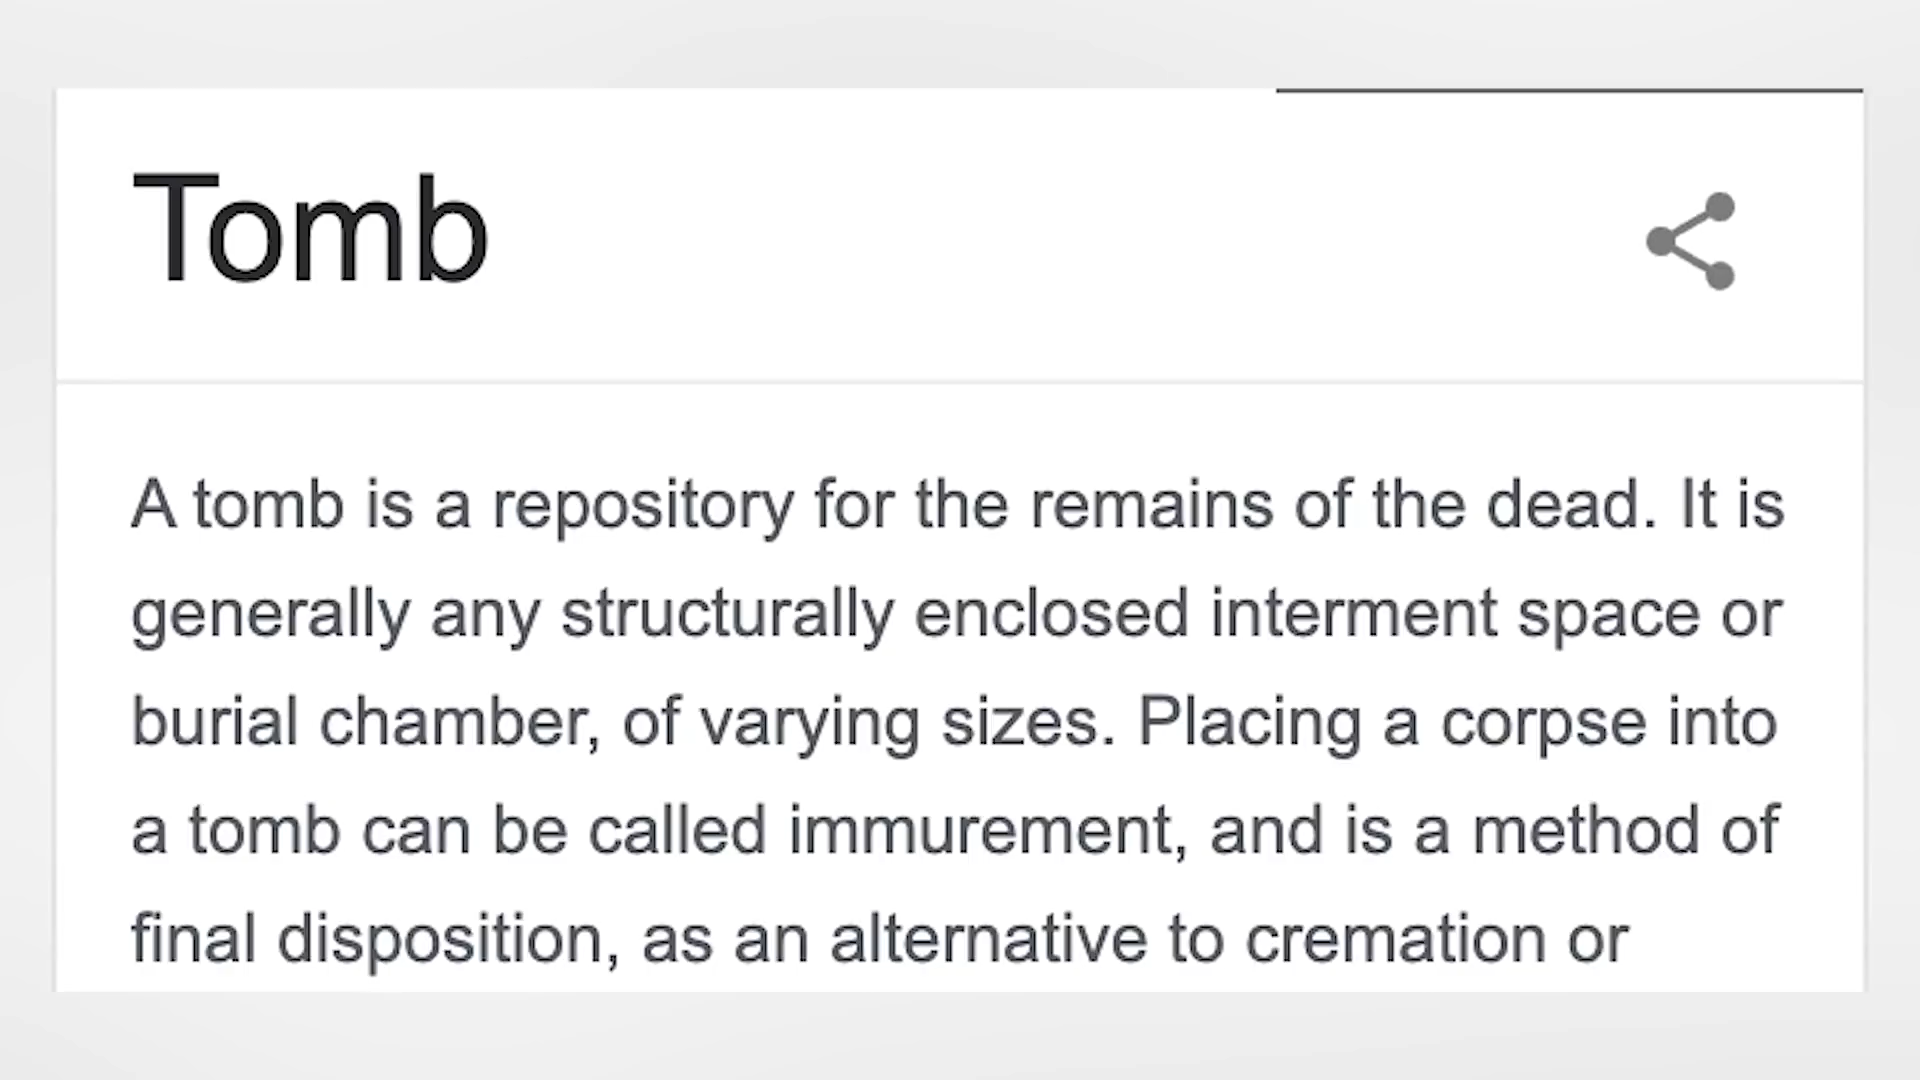 Tomb
A tomb is a repository for the remains of the dead. It is
generally any structurally enclosed interment space or
burial chamber, of varying sizes. Placing a corpse into
a tomb can be called immurement, and is a method of
final disposition, as an alternative to cremation or